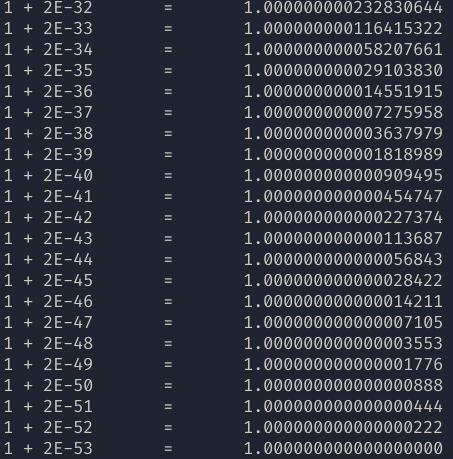 1 + 2E-32 = 1.000000000232830644
1 + 2E-33 = 1.000000000116415322
1 + 2E-34 = 1.000000000058207661
1 + 2E-35 = 1.000000000029103830
1 + 2E-36 = 1.000000000014551915
1 + 2E-37 = 1.000000000007275958
1 + 2E-38 = 1.000000000003637979
1 + 2E-39 = 1.000000000001818989
1 + 2E-40 = 1.000000000000909495
1 + 2E-41 = 1.000000000000454747
1 + 2E-42 = 1.000000000000227374
1 + 2E-43 = 1.000000000000113687
1 + 2E-44 = 1.000000000000056843
1 + 2E-45 = 1.000000000000028422
1 + 2E-46 = 1.000000000000014211
1 + 2E-47 = 1.000000000000007105
1 + 2E-48 = 1.000000000000003553
1 + 2E-49 = 1.000000000000001776
1 + 2E-50 = 1.000000000000000888
1 + 2E-51 = 1.000000000000000444
1 + 2E-52 = 1.000000000000000222
1 + 2E-53 = 1.000000000000000000